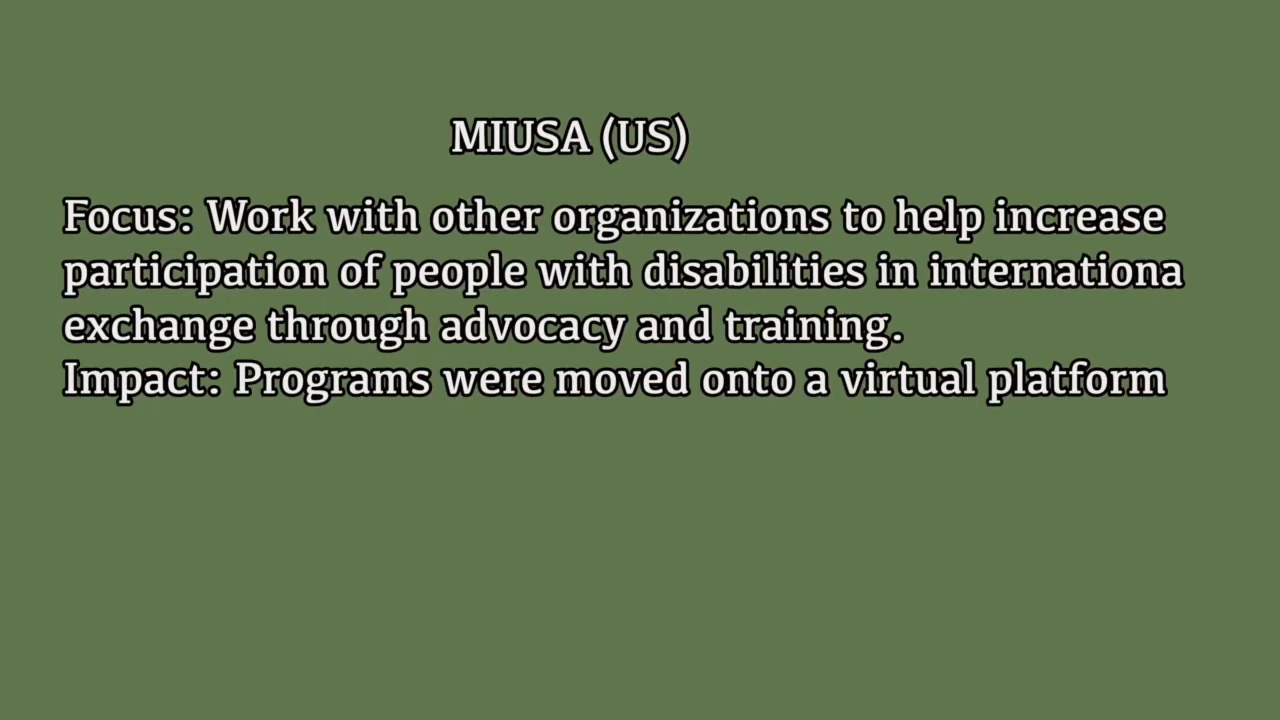 MIUSA (US)
Focus: Work with other organizations to help increase
participation of people with disabilities in internationa
exchange through advocacy and training.
Impact: Programs were moved onto a virtual platform